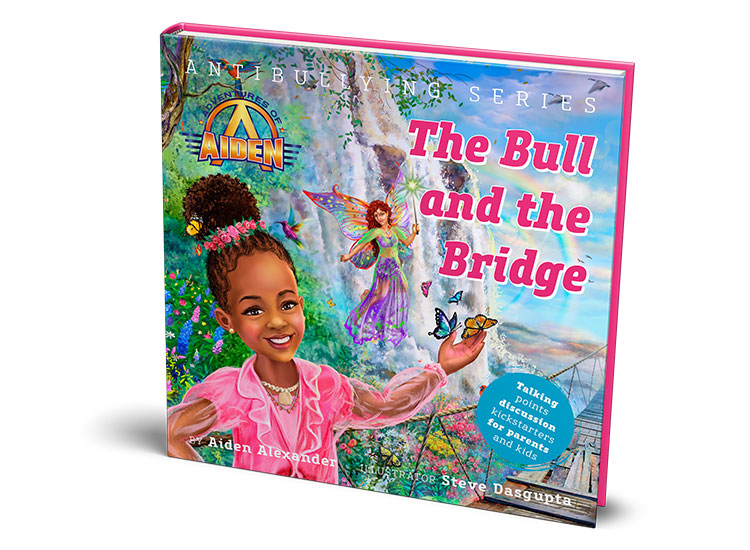 ANTIBULLYING SERIES
ADVENTURES OF
AIDEN
The Bull
and the
Bridge
Talking
points
discussion
kickstarters
for parents
and kids
BY Aiden Alexander
ILLUSTRATOR Steve Dasgupta